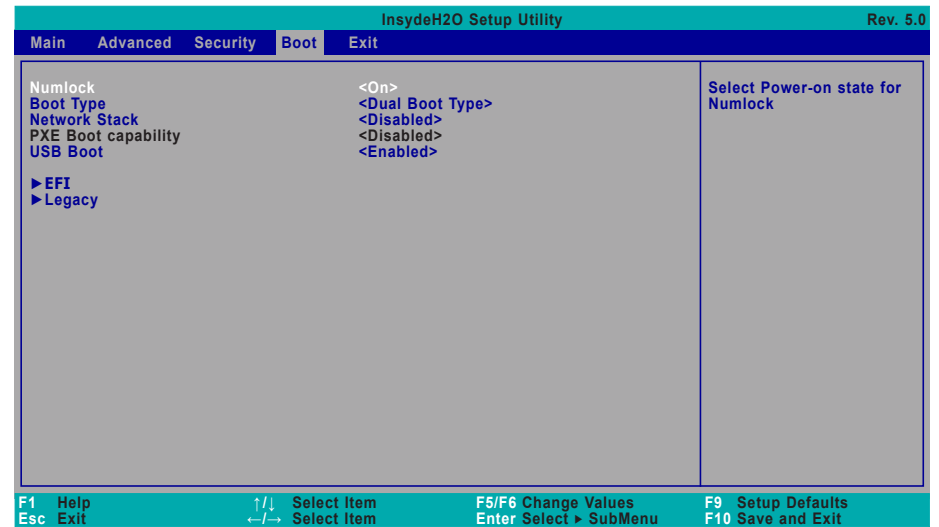 InsydeH2O Setup Utility Rev. 5.0
Main Advanced Security Boot Exit
Numlock <On>
Boot Type <Dual Boot Type>
Network Stack <Disabled>
PXE Boot capability <Disabled>
USB Boot <Enabled>
►EFI
►Legacy
Select Power-on state for
Numlock
F1 Help ↑/↓ Select Item F5/F6 Change Values F9 Setup Defaults
Esc Exit ←/→ Select Item Enter Select ► SubMenu F10 Save and Exit